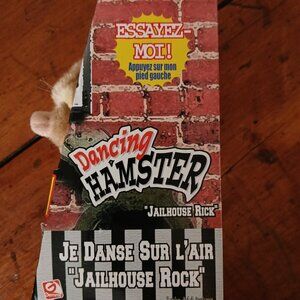 ESSAYEZ-
MOI!
Appuyez sur mon
pied gauche
Dancing
HAMSTER
"JAILHOUSE RICK"
JE DANSE SUR L'AIR
"JAILHOUSE ROCK"